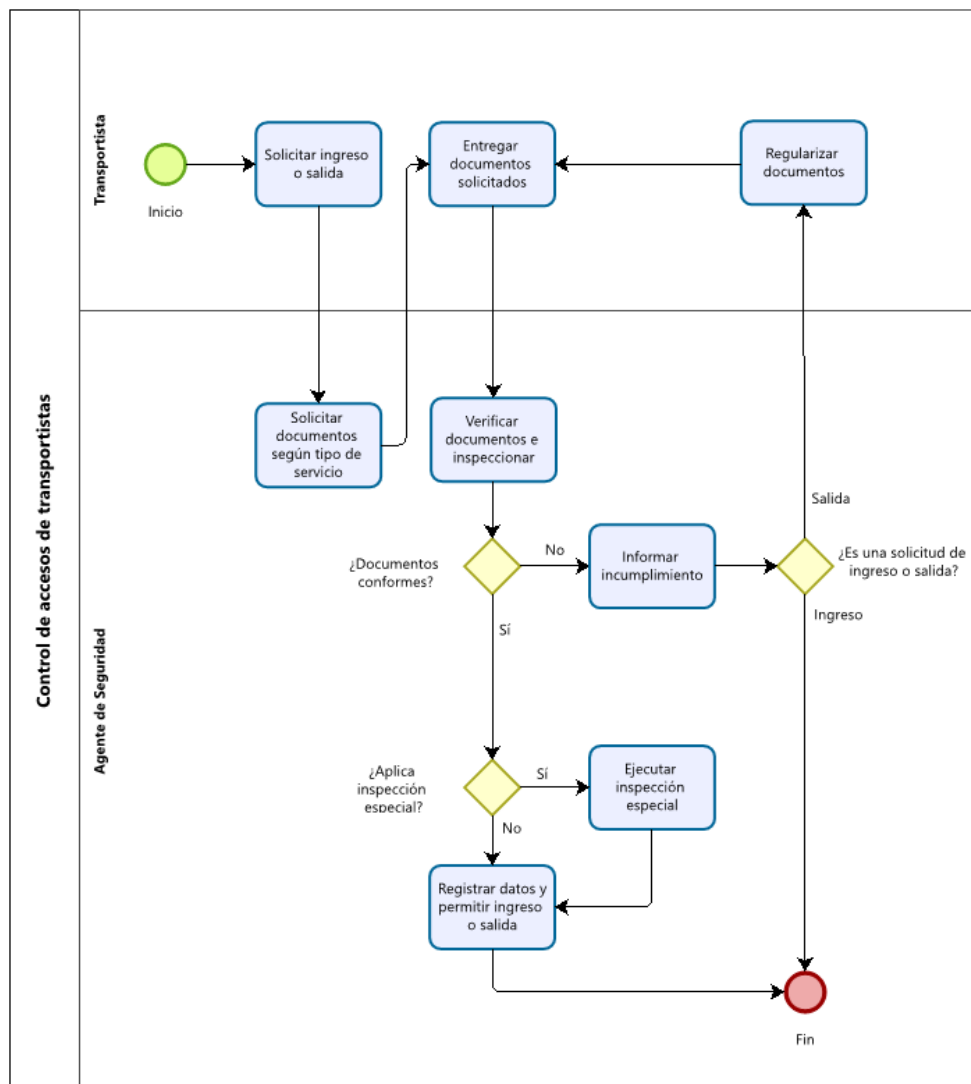 Control de accesos de transportistas
Transportista
Inicio
Solicitar ingreso
o salida
Entregar
documentos
solicitados
Regularizar
documentos
Agente de Seguridad
Solicitar
documentos
según tipo de
servicio
Verificar
documentos e
inspeccionar
¿Documentos
conformes?
No
Informar
incumplimiento
Salida
¿Es una solicitud de
ingreso o salida?
Ingreso
Sí
¿Aplica
inspección
especial?
Sí
Ejecutar
inspección
especial
No
Registrar datos y
permitir ingreso
o salida
Fin